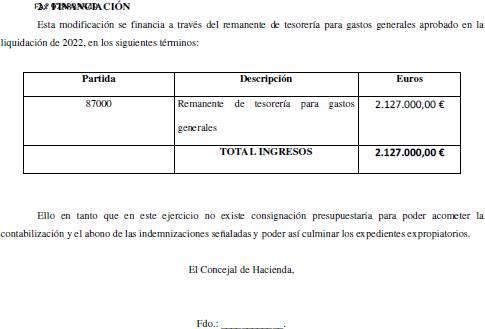 2.º FINANCIACIÓN
Esta modificación se financia a través del remanente de tesorería para gastos generales aprobado en la
liquidación de 2022, en los siguientes términos:
Partida Descripción Euros
87000 Remanente de tesorería para gastos 2.127.000,00 €
generales
TOTAL INGRESOS 2.127.000,00 €
Ello en tanto que en este ejercicio no existe consignación presupuestaria para poder acometer la
contabilización y el abono de las indemnizaciones señaladas y poder así culminar los expedientes expropiatorios.
El Concejal de Hacienda,
Fdo.: ____________.